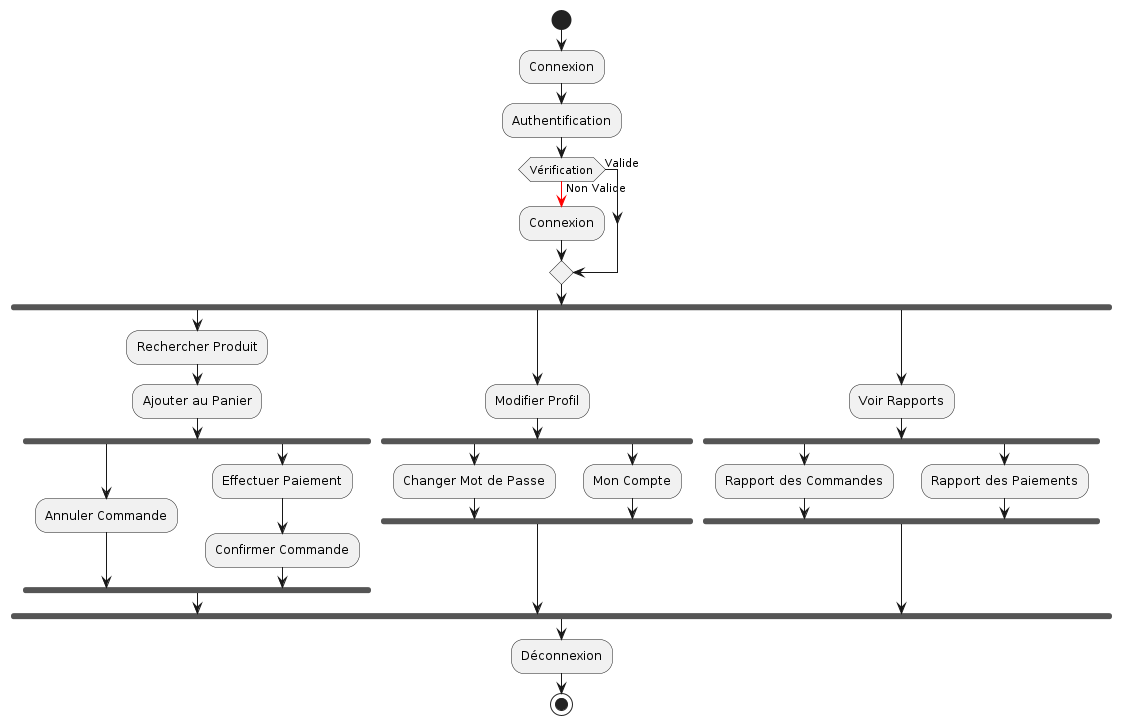 Connexion
Authentification
Vérification
Valide
Non Valide
Connexion
Rechercher Produit
Ajouter au Panier
Modifier Profil
Voir Rapports
Annuler Commande
Effectuer Paiement
Confirmer Commande
Changer Mot de Passe
Mon Compte
Rapport des Commandes
Rapport des Paiements
Déconnexion